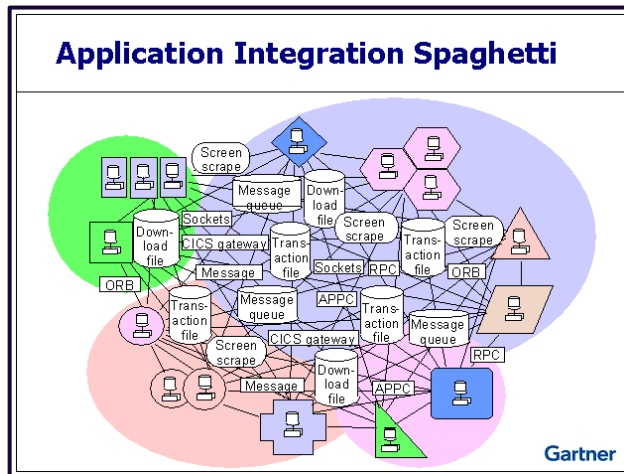 Application Integration Spaghetti
Screen
scrape
Down-
load
file
Message
queue
Screen
scrape
Screen
scrape
Sockets
Down-
load
file
CICS gateway
Trans-
action
file
Trans-
action
file
Message
Sockets
RPC
ORB
ORB
Trans-
action
file
Message
queue
APPC
Trans-
action
file
Message
queue
Screen
scrape
CICS gateway
RPC
Down-
load
file
Message
APPC
Gartner